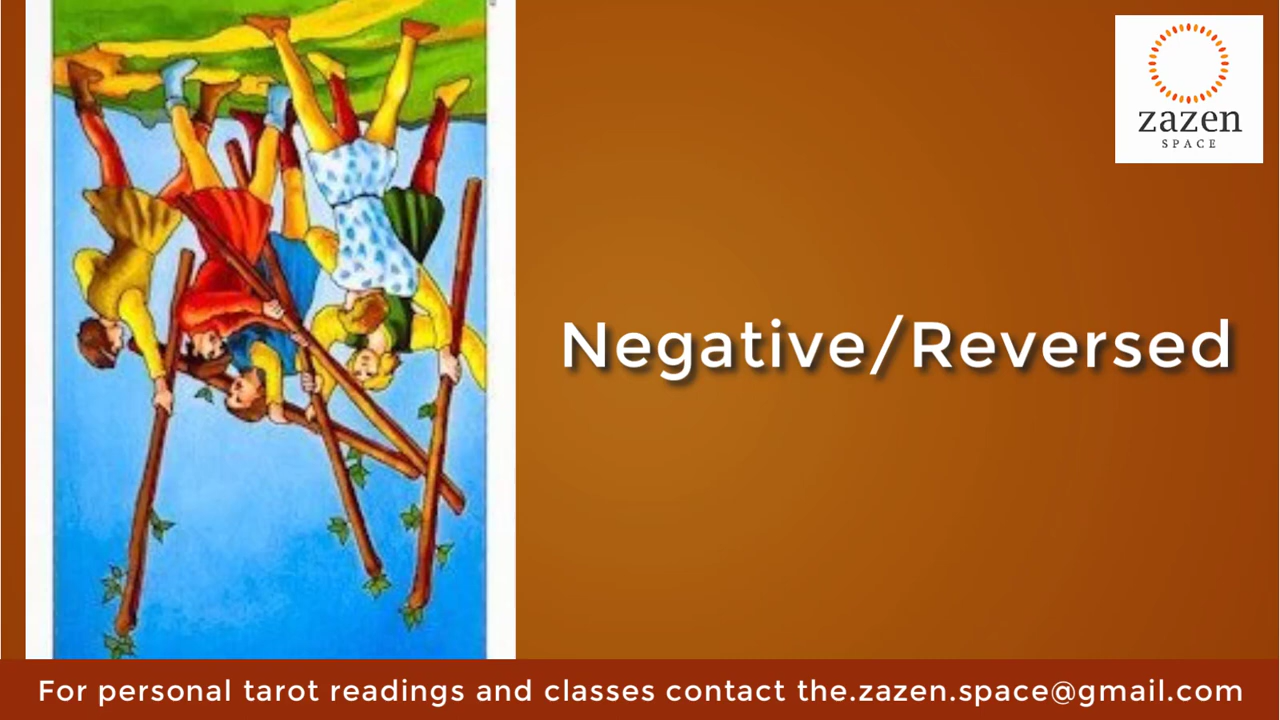 zazen
SPACE
Negative/Reversed
For personal tarot readings and classes contact the.zazen.space@gmail.com